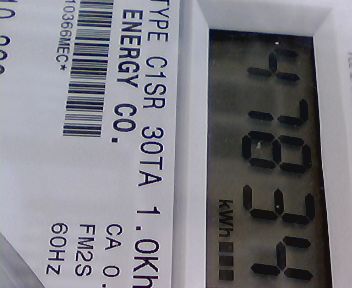 47834
kWh
TYPE C1SR 30TA 1.0Kh
ENERGY CO.
CA 0.
FM2S
60Hz
10366MEC*